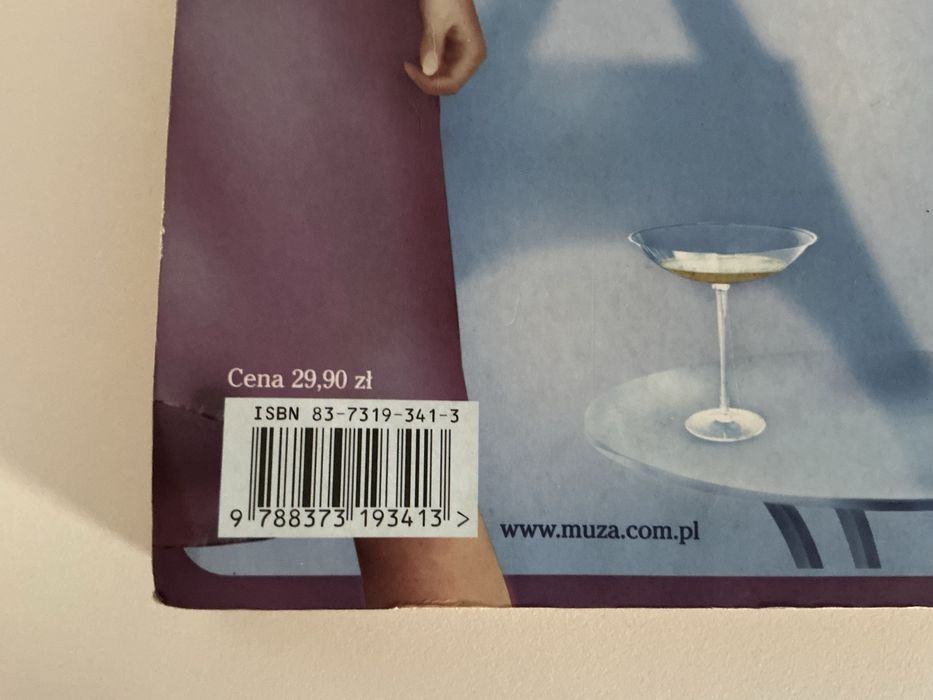 Cena 29,90 zł
ISBN 83-7319-341-3
9 788373 193413 >
www.muza.com.pl